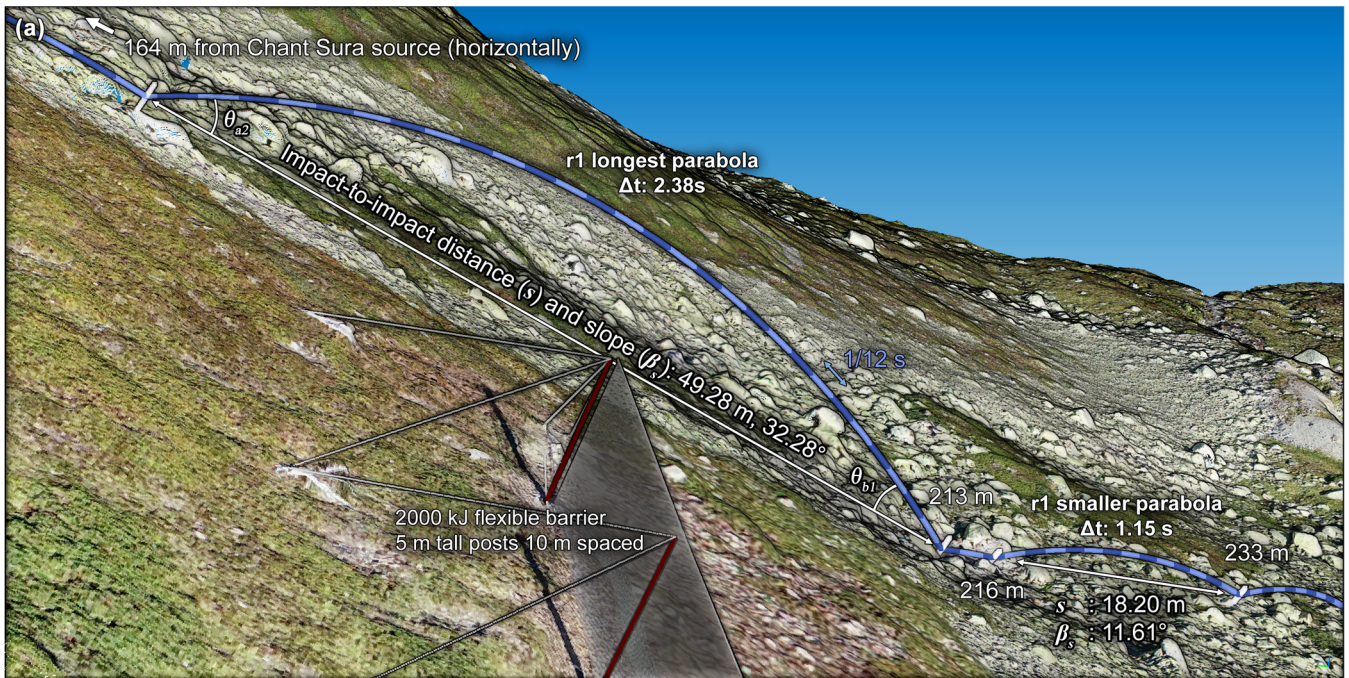 (a)
164 m from Chant Sura source (horizontally)
θa2
r1 longest parabola
Δt: 2.38s
Impact-to-impact distance (s) and slope (βs): 49.28 m, 32.28°
1/12 s
θb1
213 m
r1 smaller parabola
Δt: 1.15 s
2000 kJ flexible barrier
5 m tall posts 10 m spaced
233 m
216 m
s : 18.20 m
βs : 11.61°